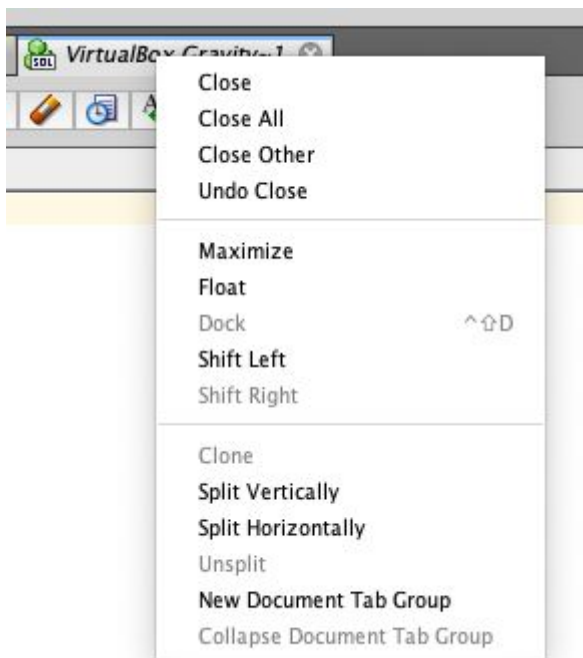 SQL VirtualBox Gravity~1
Close
Close All
Close Other
Undo Close
Maximize
Float
Dock ^⇧D
Shift Left
Shift Right
Clone
Split Vertically
Split Horizontally
Unsplit
New Document Tab Group
Collapse Document Tab Group